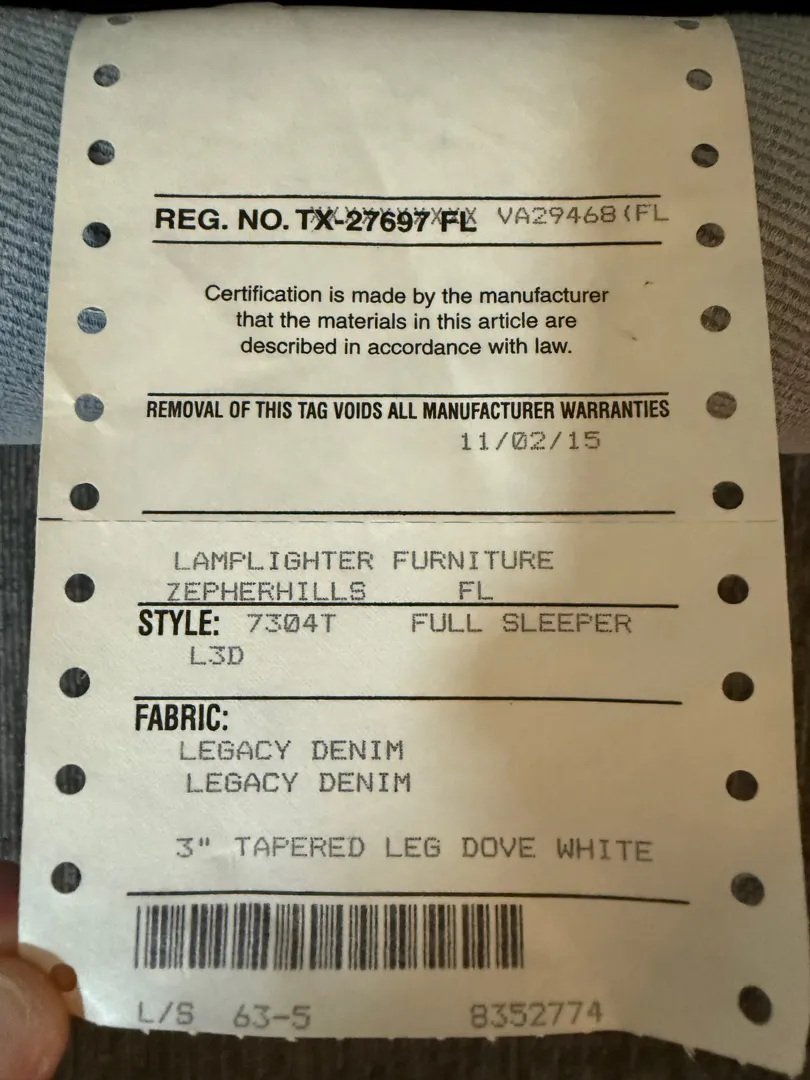 REG. NO. TX-27697 FL VA29468(FL
Certification is made by the manufacturer
that the materials in this article are
described in accordance with law.
REMOVAL OF THIS TAG VOIDS ALL MANUFACTURER WARRANTIES
11/02/15
LAMPLIGHTER FURNITURE
ZEPHERHILLS FL
STYLE: 7304T FULL SLEEPER
L3D
FABRIC:
LEGACY DENIM
LEGACY DENIM
3" TAPERED LEG DOVE WHITE
L/S 63-5 8352774